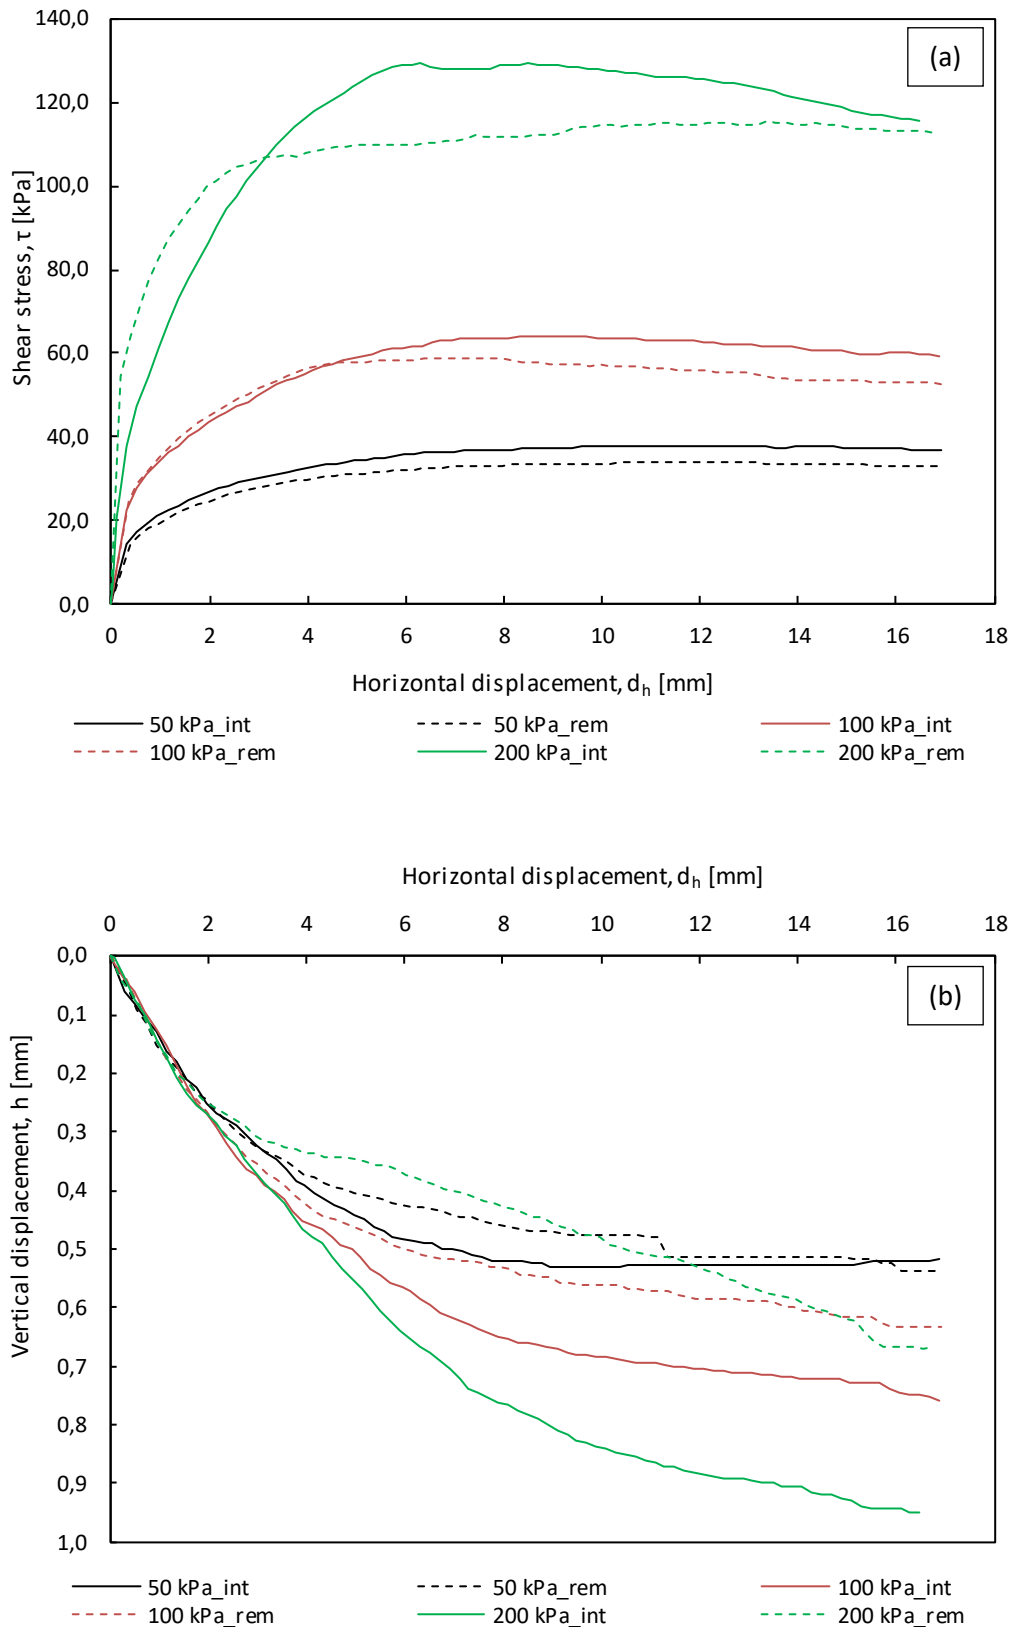 140,0
(a)
120,0
100,0
80,0
60,0
40,0
20,0
0,0
Shear stress, τ [kPa]
0 2 4 6 8 10 12 14 16 18
Horizontal displacement, dₕ [mm]
50 kPa_int 50 kPa_rem 100 kPa_int
100 kPa_rem 200 kPa_int 200 kPa_rem
Horizontal displacement, dₕ [mm]
0 2 4 6 8 10 12 14 16 18
0,0
(b)
0,1
0,2
0,3
0,4
0,5
0,6
0,7
0,8
0,9
1,0
Vertical displacement, h [mm]
50 kPa_int 50 kPa_rem 100 kPa_int
100 kPa_rem 200 kPa_int 200 kPa_rem